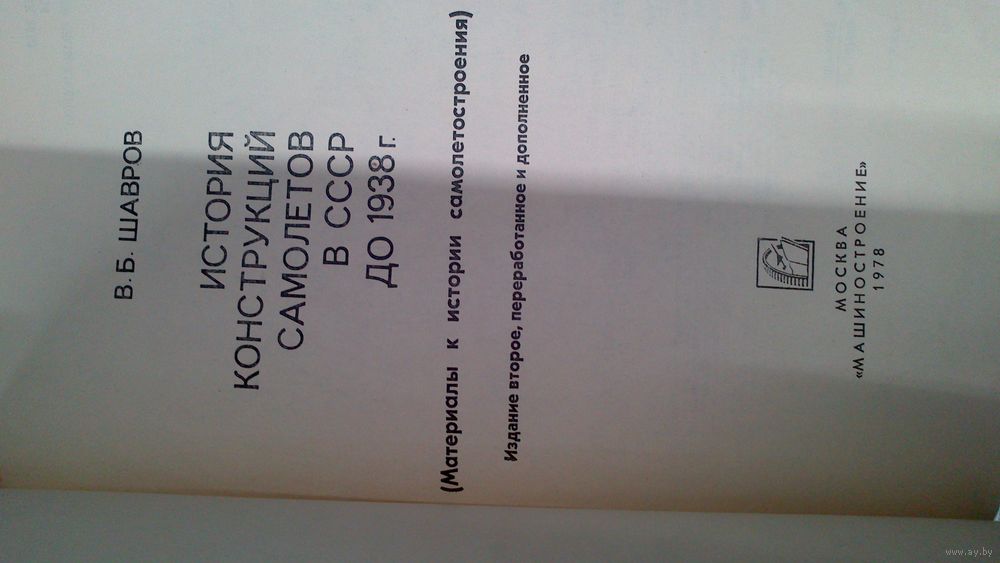 В. Б. ШАВРОВ
ИСТОРИЯ
КОНСТРУКЦИЙ
САМОЛЕТОВ
В СССР
ДО 1938 г.
(Материалы к истории самолетостроения)
Издание второе, переработанное и дополненное
МОСКВА
«МАШИНОСТРОЕНИЕ»
1978
www.ay.by